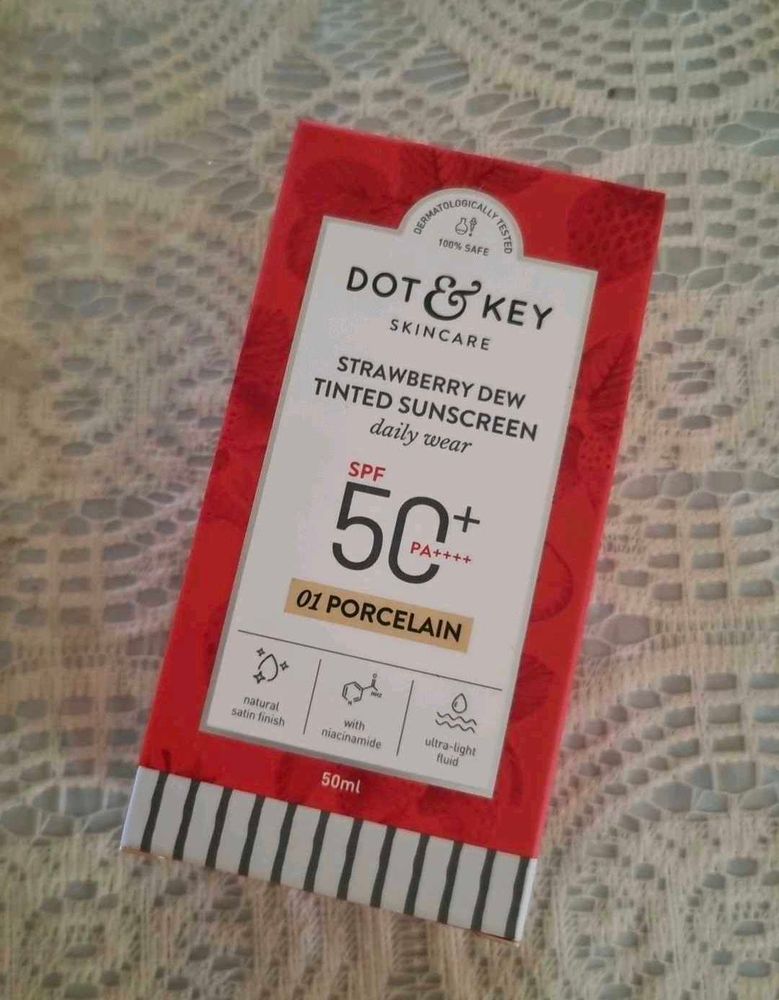 DERMATOLOGICALLY TESTED
100% SAFE
DOT & KEY
SKINCARE
STRAWBERRY DEW
TINTED SUNSCREEN
daily wear
SPF
50+
PA++++
01 PORCELAIN
natural
satin finish
with
niacinamide
ultra-light
fluid
50ml